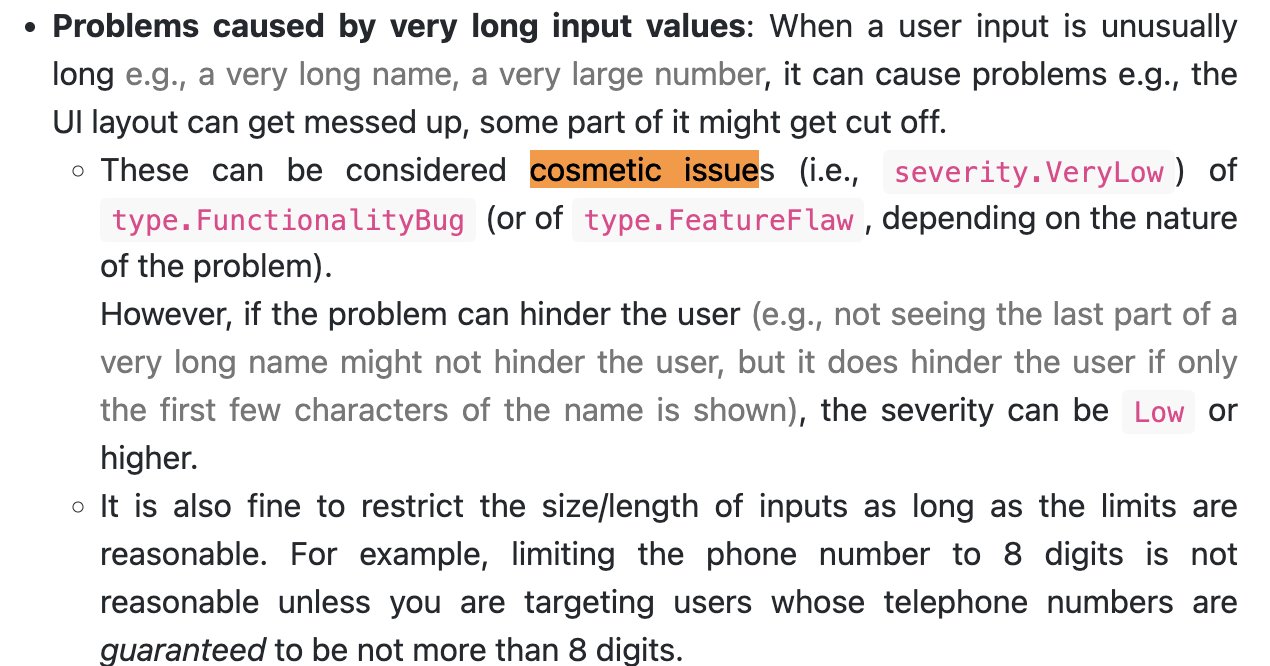 • Problems caused by very long input values: When a user input is unusually
long e.g., a very long name, a very large number, it can cause problems e.g., the
UI layout can get messed up, some part of it might get cut off.
◦ These can be considered cosmetic issues (i.e., severity.VeryLow) of
type.FunctionalityBug (or of type.FeatureFlaw, depending on the nature
of the problem).
However, if the problem can hinder the user (e.g., not seeing the last part of a
very long name might not hinder the user, but it does hinder the user if only
the first few characters of the name is shown), the severity can be Low or
higher.
◦ It is also fine to restrict the size/length of inputs as long as the limits are
reasonable. For example, limiting the phone number to 8 digits is not
reasonable unless you are targeting users whose telephone numbers are
guaranteed to be not more than 8 digits.